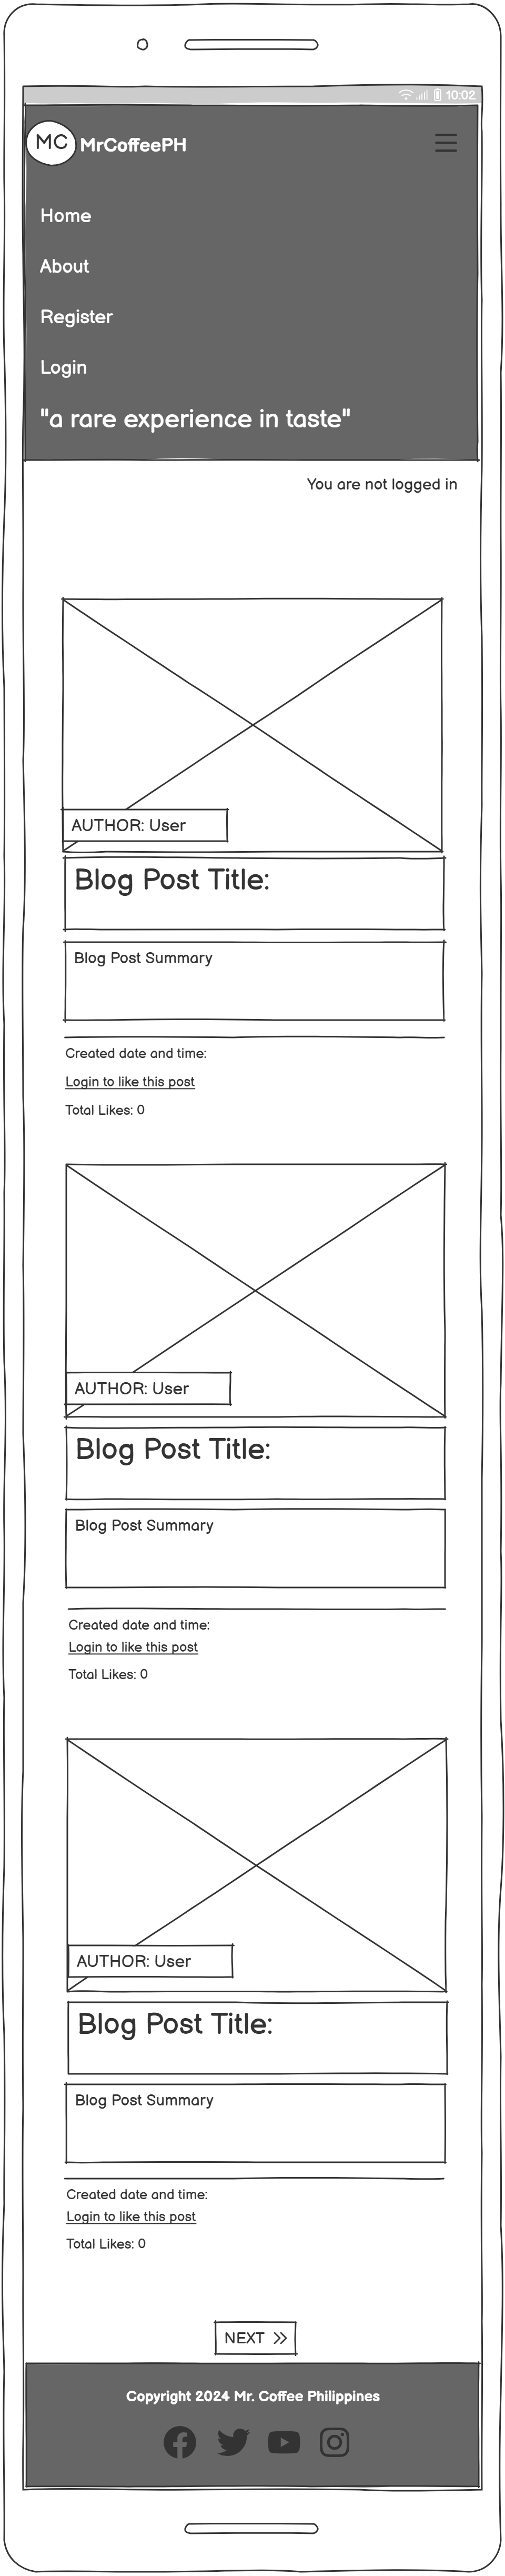 10:02
MC MrCoffeePH
Home
About
Register
Login
"a rare experience in taste"
You are not logged in
AUTHOR: User
Blog Post Title:
Blog Post Summary
Created date and time:
Login to like this post
Total Likes: 0
AUTHOR: User
Blog Post Title:
Blog Post Summary
Created date and time:
Login to like this post
Total Likes: 0
AUTHOR: User
Blog Post Title:
Blog Post Summary
Created date and time:
Login to like this post
Total Likes: 0
NEXT
Copyright 2024 Mr. Coffee Philippines